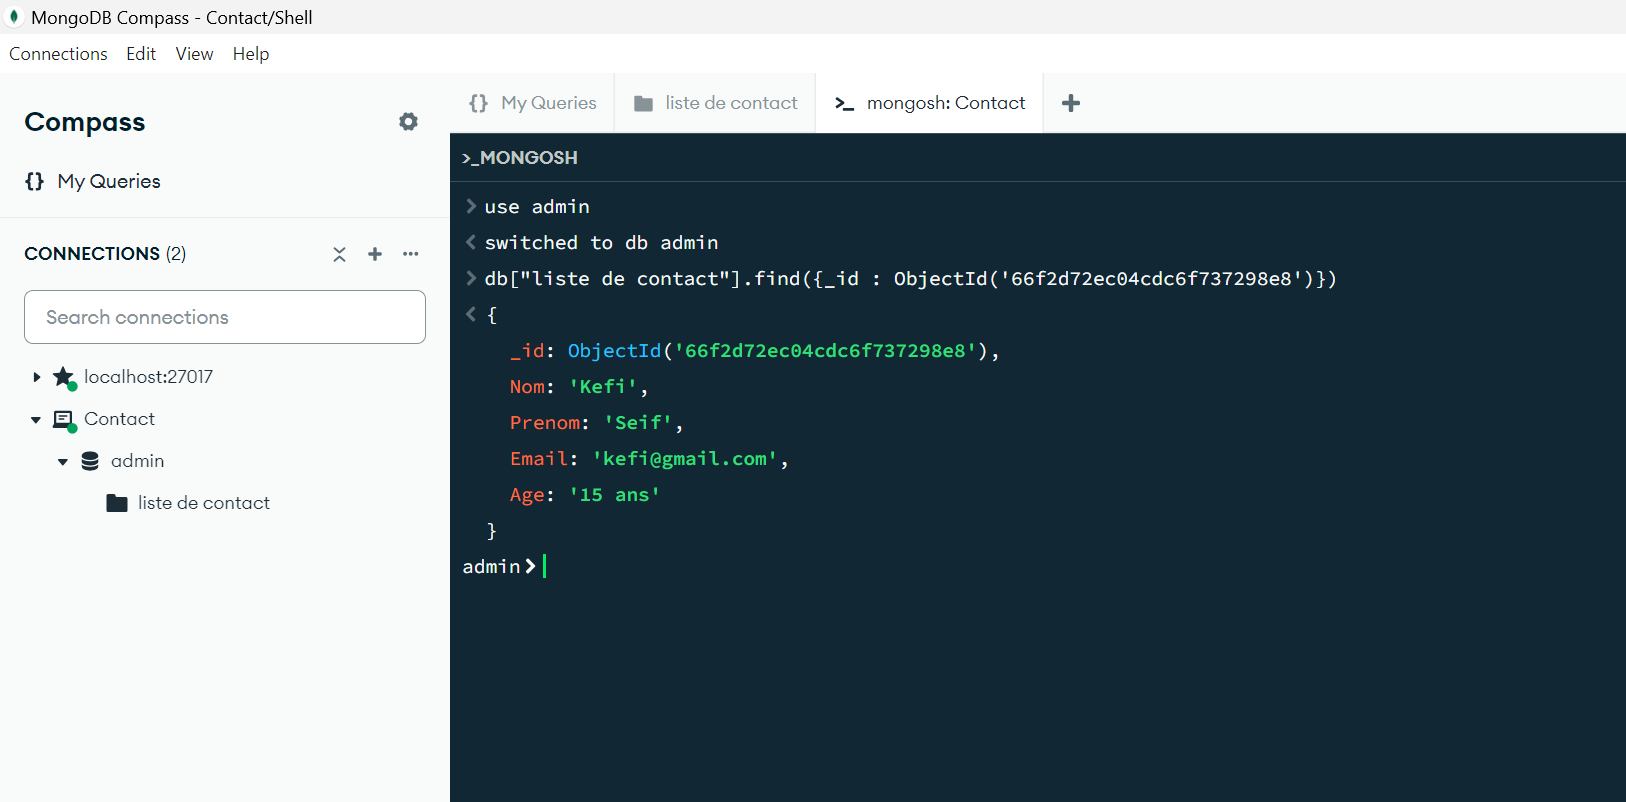 MongoDB Compass - Contact/Shell
Connections Edit View Help
Compass
{} My Queries
CONNECTIONS (2)
Search connections
localhost:27017
Contact
admin
liste de contact
{} My Queries
liste de contact
>_ mongosh: Contact
>_MONGOSH
> use admin
< switched to db admin
> db["liste de contact"].find({_id : ObjectId('66f2d72ec04cdc6f737298e8')})
< {
_id: ObjectId('66f2d72ec04cdc6f737298e8'),
Nom: 'Kefi',
Prenom: 'Seif',
Email: 'kefi@gmail.com',
Age: '15 ans'
}
admin>